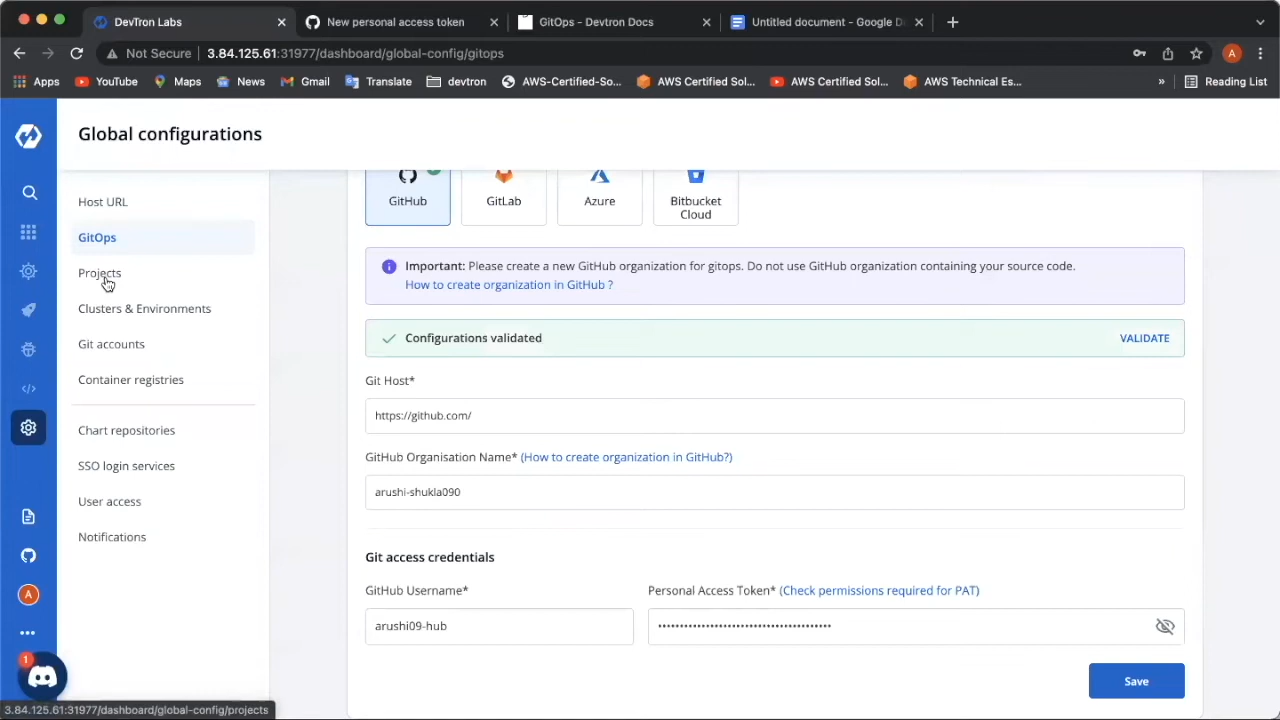 DevTron Labs
New personal access token
GitOps - Devtron Docs
Untitled document - Google D
Not Secure
3.84.125.61:31977/dashboard/global-config/gitops
A
Apps
YouTube
Maps
News
Gmail
Translate
devtron
AWS-Certified-So...
AWS Certified Sol...
AWS Certified Sol...
AWS Technical Es...
»
Reading List
Global configurations
Host URL
GitOps
Projects
Clusters & Environments
Git accounts
Container registries
Chart repositories
SSO login services
User access
Notifications
A
1
GitHub
GitLab
Azure
Bitbucket
Cloud
Important: Please create a new GitHub organization for gitops. Do not use GitHub organization containing your source code.
How to create organization in GitHub ?
Configurations validated
VALIDATE
Git Host*
https://github.com/
GitHub Organisation Name* (How to create organization in GitHub?)
arushi-shukla090
Git access credentials
GitHub Username*
Personal Access Token* (Check permissions required for PAT)
arushi09-hub
••••••••••••••••••••••••••••••••••••••••
Save
3.84.125.61:31977/dashboard/global-config/projects